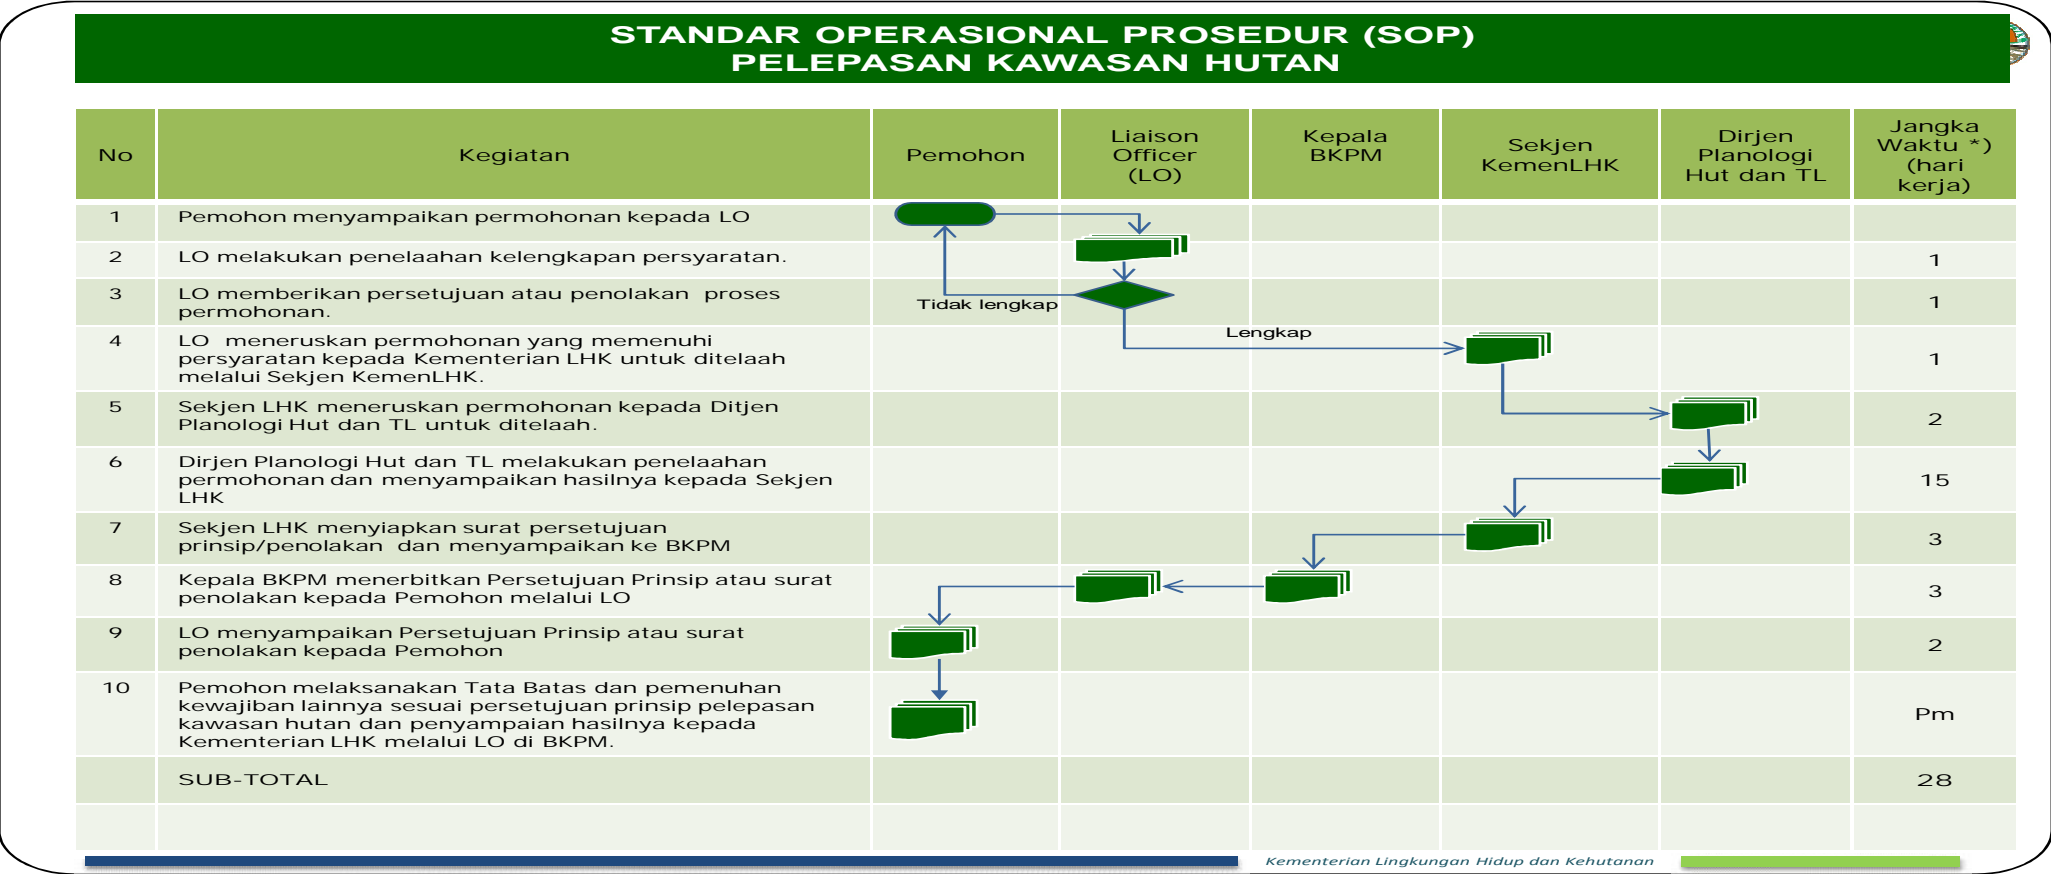 STANDAR OPERASIONAL PROSEDUR (SOP)
PELEPASAN KAWASAN HUTAN
No
Kegiatan
Pemohon
Liaison
Officer
(LO)
Kepala
BKPM
Sekjen
KemenLHK
Dirjen
Planologi
Hut dan TL
Jangka
Waktu *)
(hari
kerja)
1
Pemohon menyampaikan permohonan kepada LO
2
LO melakukan penelaahan kelengkapan persyaratan.
1
3
LO memberikan persetujuan atau penolakan proses
permohonan.
Tidak lengkap
1
4
LO meneruskan permohonan yang memenuhi
persyaratan kepada Kementerian LHK untuk ditelaah
melalui Sekjen KemenLHK.
Lengkap
1
5
Sekjen LHK meneruskan permohonan kepada Ditjen
Planologi Hut dan TL untuk ditelaah.
2
6
Dirjen Planologi Hut dan TL melakukan penelaahan
permohonan dan menyampaikan hasilnya kepada Sekjen
LHK
15
7
Sekjen LHK menyiapkan surat persetujuan
prinsip/penolakan dan menyampaikan ke BKPM
3
8
Kepala BKPM menerbitkan Persetujuan Prinsip atau surat
penolakan kepada Pemohon melalui LO
3
9
LO menyampaikan Persetujuan Prinsip atau surat
penolakan kepada Pemohon
2
10
Pemohon melaksanakan Tata Batas dan pemenuhan
kewajiban lainnya sesuai persetujuan prinsip pelepasan
kawasan hutan dan penyampaian hasilnya kepada
Kementerian LHK melalui LO di BKPM.
Pm
SUB-TOTAL
28
Kementerian Lingkungan Hidup dan Kehutanan